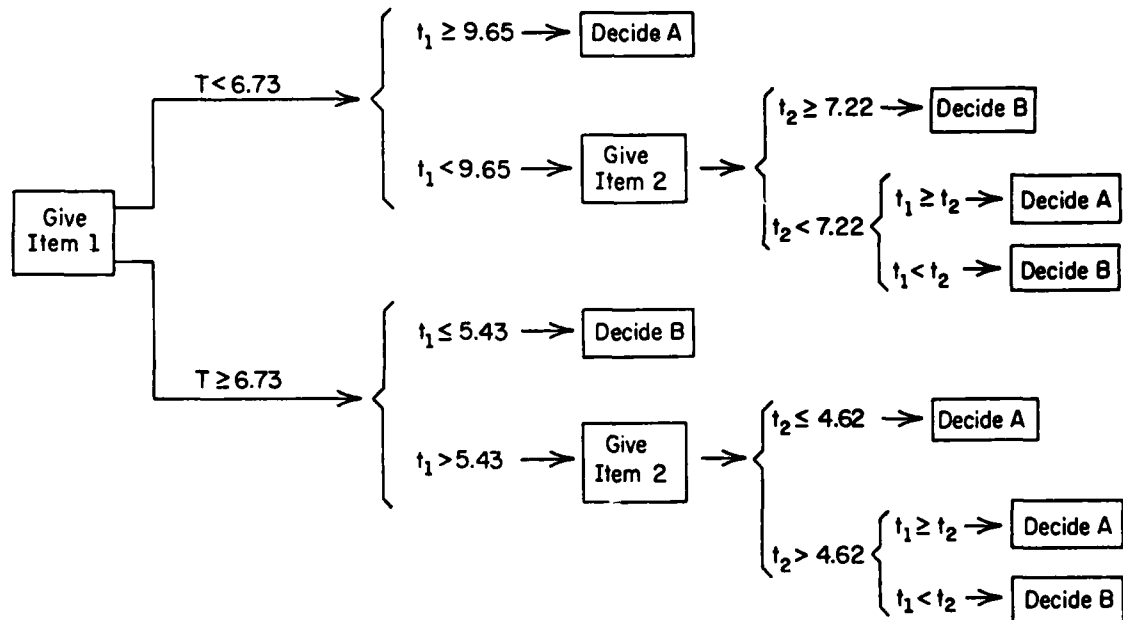 t₁ ≥ 9.65
Decide A
T < 6.73
t₂ ≥ 7.22
Decide B
t₁ < 9.65
Give
Item 2
t₁ ≥ t₂
Decide A
t₂ < 7.22
Give
Item 1
t₁ < t₂
Decide B
t₁ ≤ 5.43
Decide B
T ≥ 6.73
t₂ ≤ 4.62
Decide A
t₁ > 5.43
Give
Item 2
t₁ ≥ t₂
Decide A
t₂ > 4.62
t₁ < t₂
Decide B